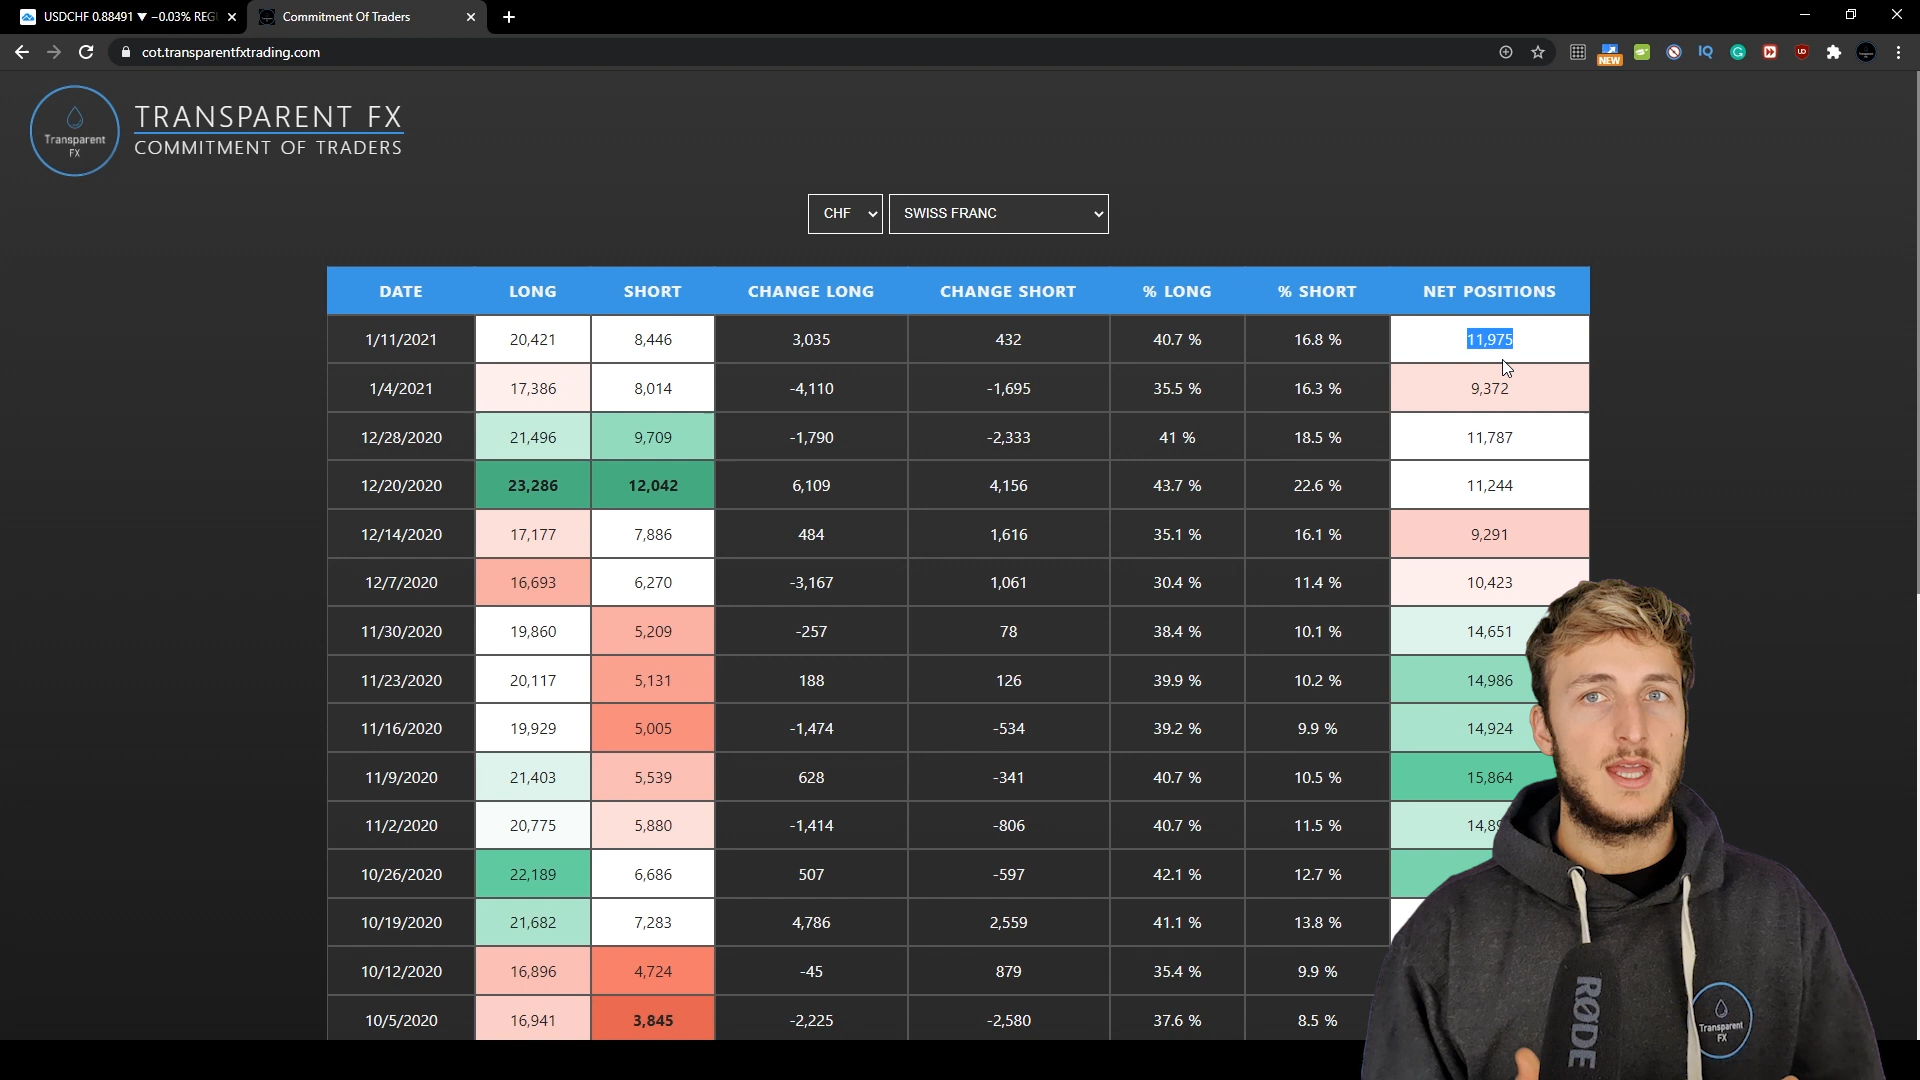 USDCHF 0.88491 ▼ −0.03% REG
Commitment Of Traders
cot.transparentfxtrading.com
NEW
IQ
Transparent
FX
TRANSPARENT FX
COMMITMENT OF TRADERS
CHF
SWISS FRANC
DATE LONG SHORT CHANGE LONG CHANGE SHORT % LONG % SHORT NET POSITIONS
1/11/2021 20,421 8,446 3,035 432 40.7 % 16.8 % 11,975
1/4/2021 17,386 8,014 -4,110 -1,695 35.5 % 16.3 % 9,372
12/28/2020 21,496 9,709 -1,790 -2,333 41 % 18.5 % 11,787
12/20/2020 23,286 12,042 6,109 4,156 43.7 % 22.6 % 11,244
12/14/2020 17,177 7,886 484 1,616 35.1 % 16.1 % 9,291
12/7/2020 16,693 6,270 -3,167 1,061 30.4 % 11.4 % 10,423
11/30/2020 19,860 5,209 -257 78 38.4 % 10.1 % 14,651
11/23/2020 20,117 5,131 188 126 39.9 % 10.2 % 14,986
11/16/2020 19,929 5,005 -1,474 -534 39.2 % 9.9 % 14,924
11/9/2020 21,403 5,539 628 -341 40.7 % 10.5 % 15,864
11/2/2020 20,775 5,880 -1,414 -806 40.7 % 11.5 %
10/26/2020 22,189 6,686 507 -597 42.1 % 12.7 %
10/19/2020 21,682 7,283 4,786 2,559 41.1 % 13.8 %
10/12/2020 16,896 4,724 -45 879 35.4 % 9.9 %
10/5/2020 16,941 3,845 -2,225 -2,580 37.6 % 8.5 %
RØDE
Transparent
FX